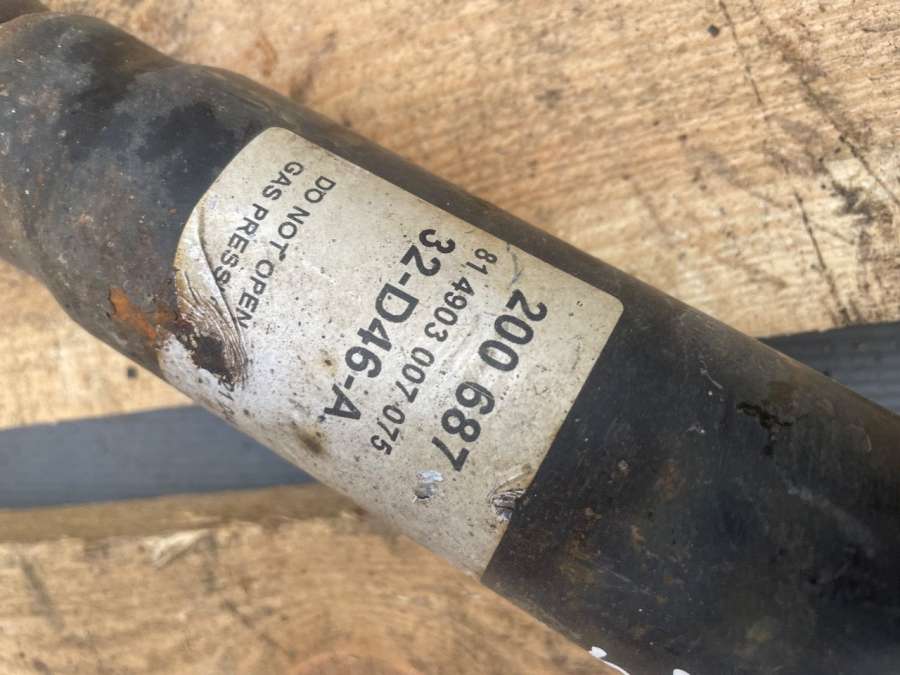 200 687
81.4903 007-075
32-D46-A
DO NOT OPEN
GAS PRESS